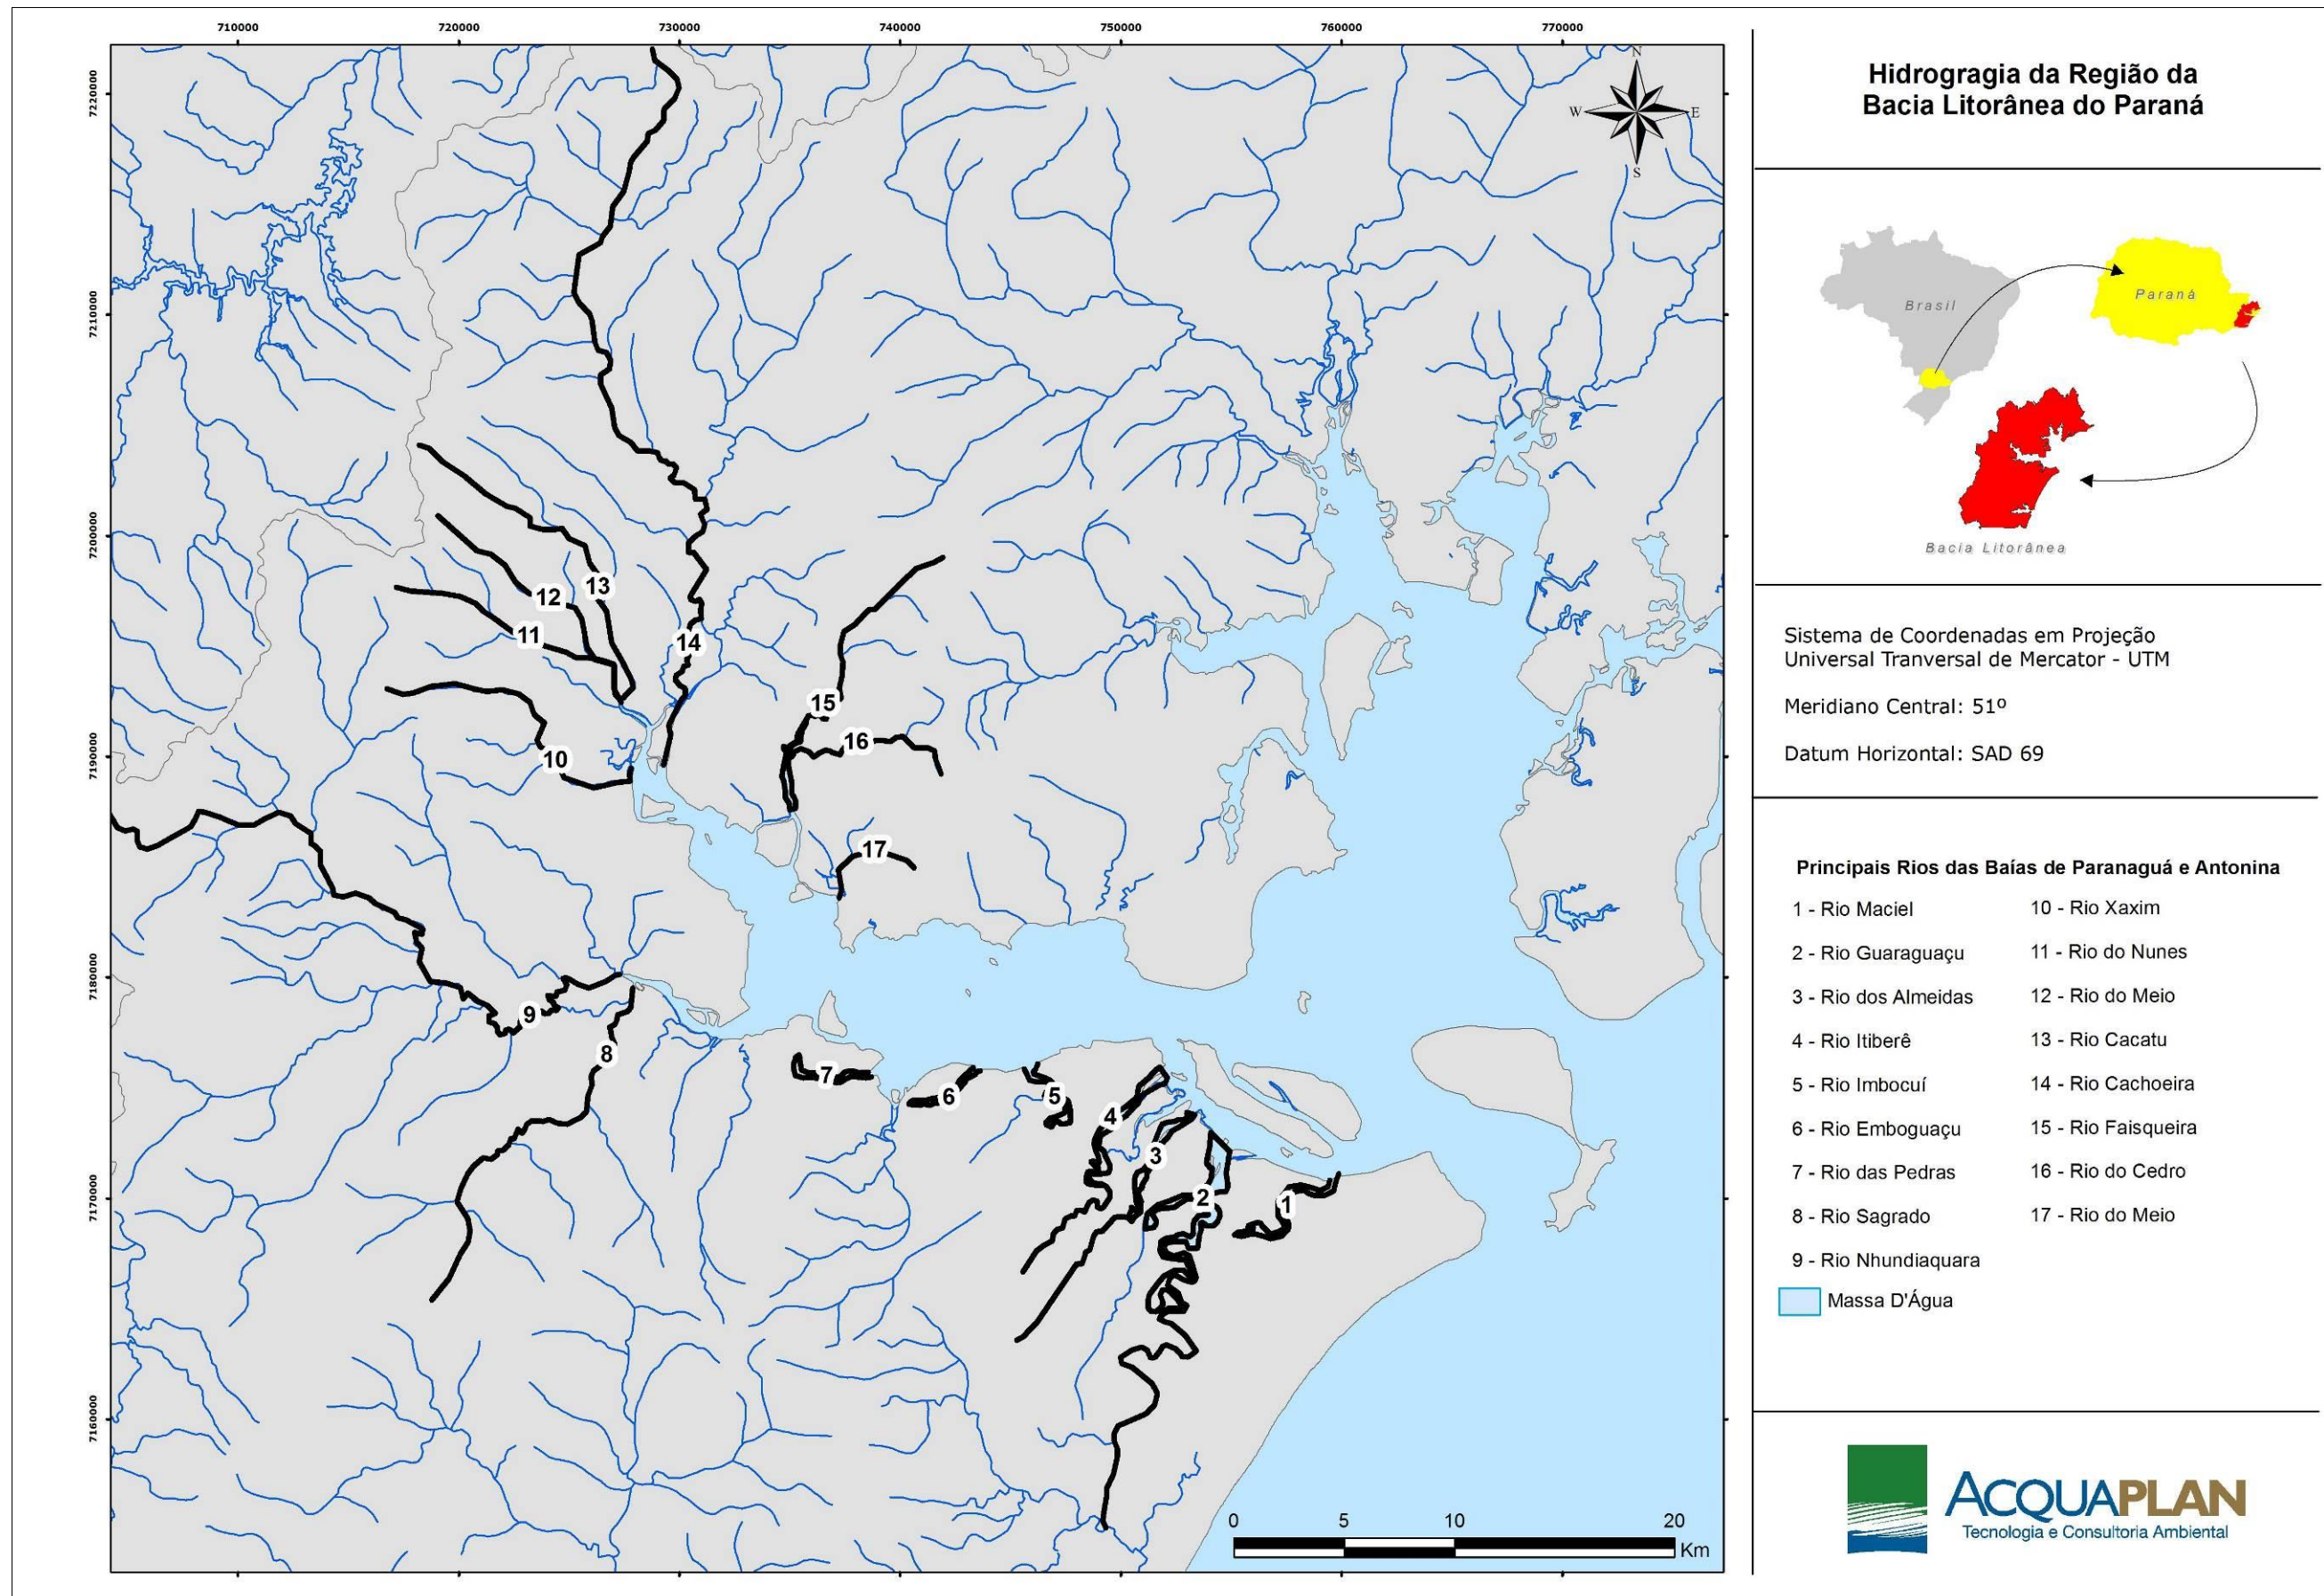 710000
720000
730000
740000
750000
760000
770000
7220000
7210000
7200000
7190000
7180000
7170000
7160000
N
W
E
S
13
12
11
14
15
16
10
17
9
8
7
6
5
4
3
2
1
0 5 10 20
Km
Hidrogragia da Região da
Bacia Litorânea do Paraná
Brasil
Paraná
Bacia Litorânea
Sistema de Coordenadas em Projeção
Universal Tranversal de Mercator - UTM
Meridiano Central: 51º
Datum Horizontal: SAD 69
Principais Rios das Baías de Paranaguá e Antonina
1 - Rio Maciel
2 - Rio Guaraguaçu
3 - Rio dos Almeidas
4 - Rio Itiberê
5 - Rio Imbocuí
6 - Rio Emboguaçu
7 - Rio das Pedras
8 - Rio Sagrado
9 - Rio Nhundiaquara
10 - Rio Xaxim
11 - Rio do Nunes
12 - Rio do Meio
13 - Rio Cacatu
14 - Rio Cachoeira
15 - Rio Faisqueira
16 - Rio do Cedro
17 - Rio do Meio
Massa D'Água
ACQUAPLAN
Tecnologia e Consultoria Ambiental